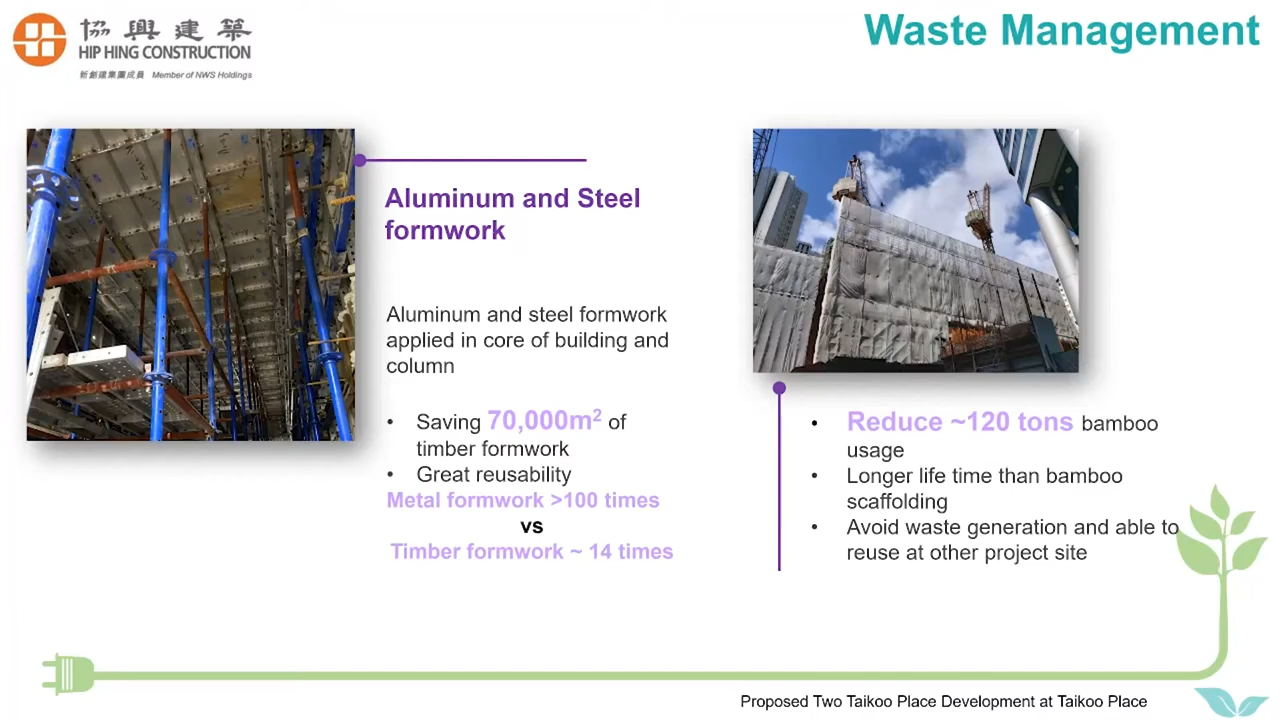 協興建築
HIP HING CONSTRUCTION
新創建集團成員 Member of NWS Holdings
Waste Management
Aluminum and Steel
formwork
Aluminum and steel formwork
applied in core of building and
column
• Saving 70,000m² of
timber formwork
• Great reusability
Metal formwork >100 times
vs
Timber formwork ~ 14 times
• Reduce ~120 tons bamboo
usage
• Longer life time than bamboo
scaffolding
• Avoid waste generation and able to
reuse at other project site
Proposed Two Taikoo Place Development at Taikoo Place